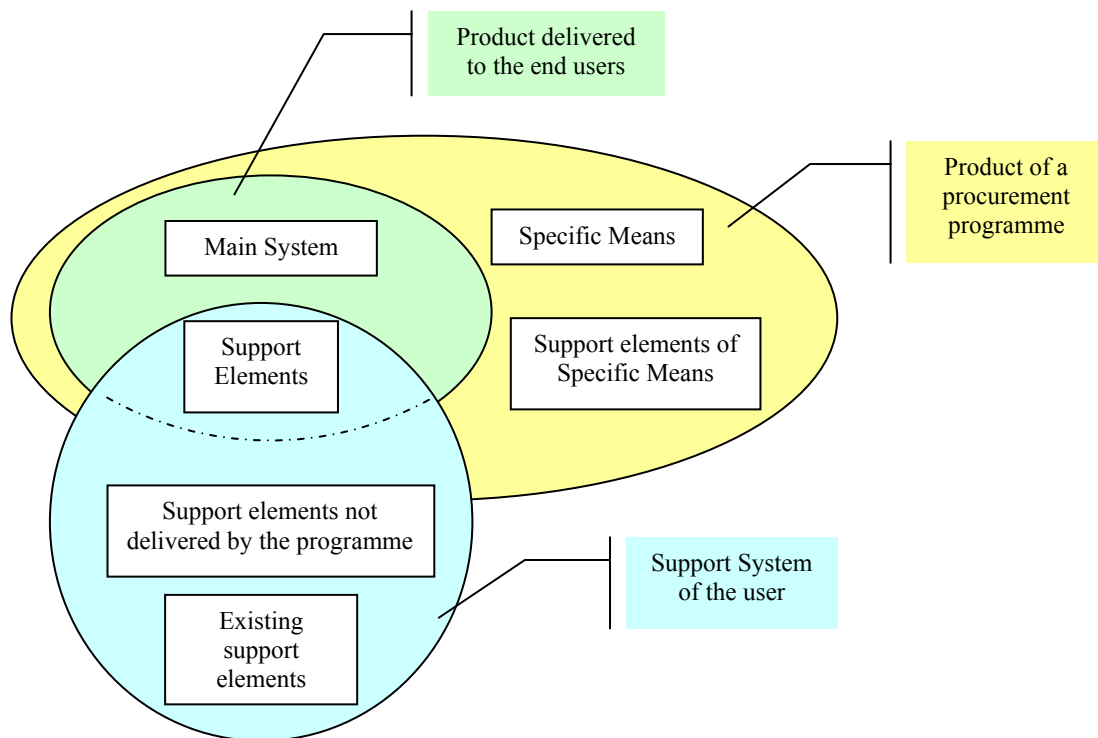 Product delivered
to the end users
Product of a
procurement
programme
Main System
Specific Means
Support
Elements
Support elements of
Specific Means
Support elements not
delivered by the programme
Support System
of the user
Existing
support
elements